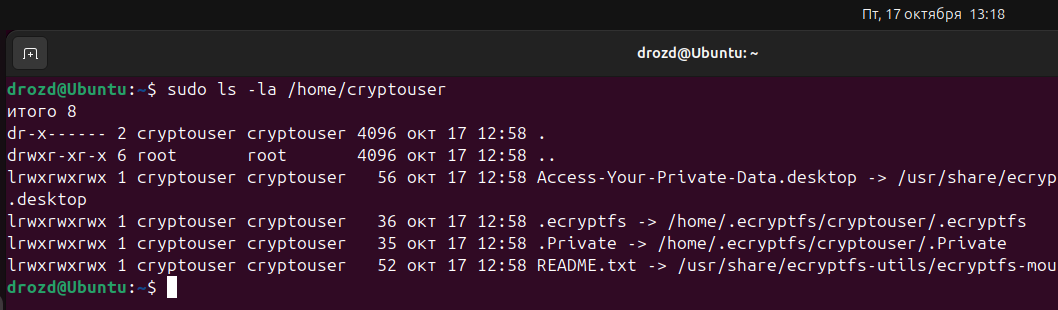 Пт, 17 октября 13:18
drozd@Ubuntu: ~
drozd@Ubuntu:~$ sudo ls -la /home/cryptouser
итого 8
dr-x------ 2 cryptouser cryptouser 4096 окт 17 12:58 .
drwxr-xr-x 6 root       root       4096 окт 17 12:58 ..
lrwxrwxrwx 1 cryptouser cryptouser   56 окт 17 12:58 Access-Your-Private-Data.desktop -> /usr/share/ecryp
.desktop
lrwxrwxrwx 1 cryptouser cryptouser   36 окт 17 12:58 .ecryptfs -> /home/.ecryptfs/cryptouser/.ecryptfs
lrwxrwxrwx 1 cryptouser cryptouser   35 окт 17 12:58 .Private -> /home/.ecryptfs/cryptouser/.Private
lrwxrwxrwx 1 cryptouser cryptouser   52 окт 17 12:58 README.txt -> /usr/share/ecryptfs-utils/ecryptfs-mou
drozd@Ubuntu:~$